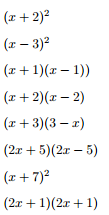 (x + 2)²
(x − 3)²
(x + 1)(x − 1))
(x + 2)(x − 2)
(x + 3)(3 − x)
(2x + 5)(2x − 5)
(x + 7)²
(2x + 1)(2x + 1)